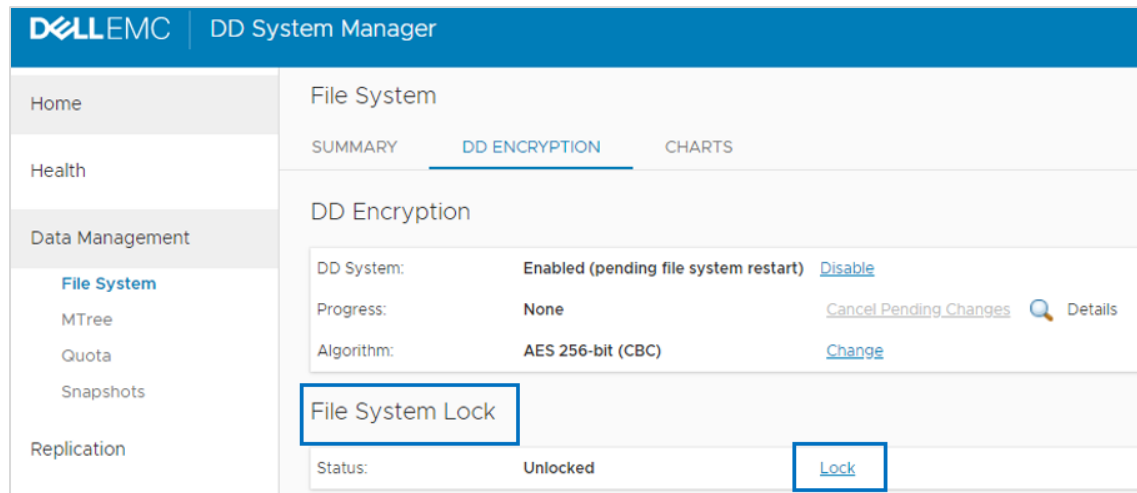 DELLEMC DD System Manager
Home
Health
Data Management
File System
MTree
Quota
Snapshots
Replication
File System
SUMMARY DD ENCRYPTION CHARTS
DD Encryption
DD System: Enabled (pending file system restart) Disable
Progress: None Cancel Pending Changes Details
Algorithm: AES 256-bit (CBC) Change
File System Lock
Status: Unlocked Lock